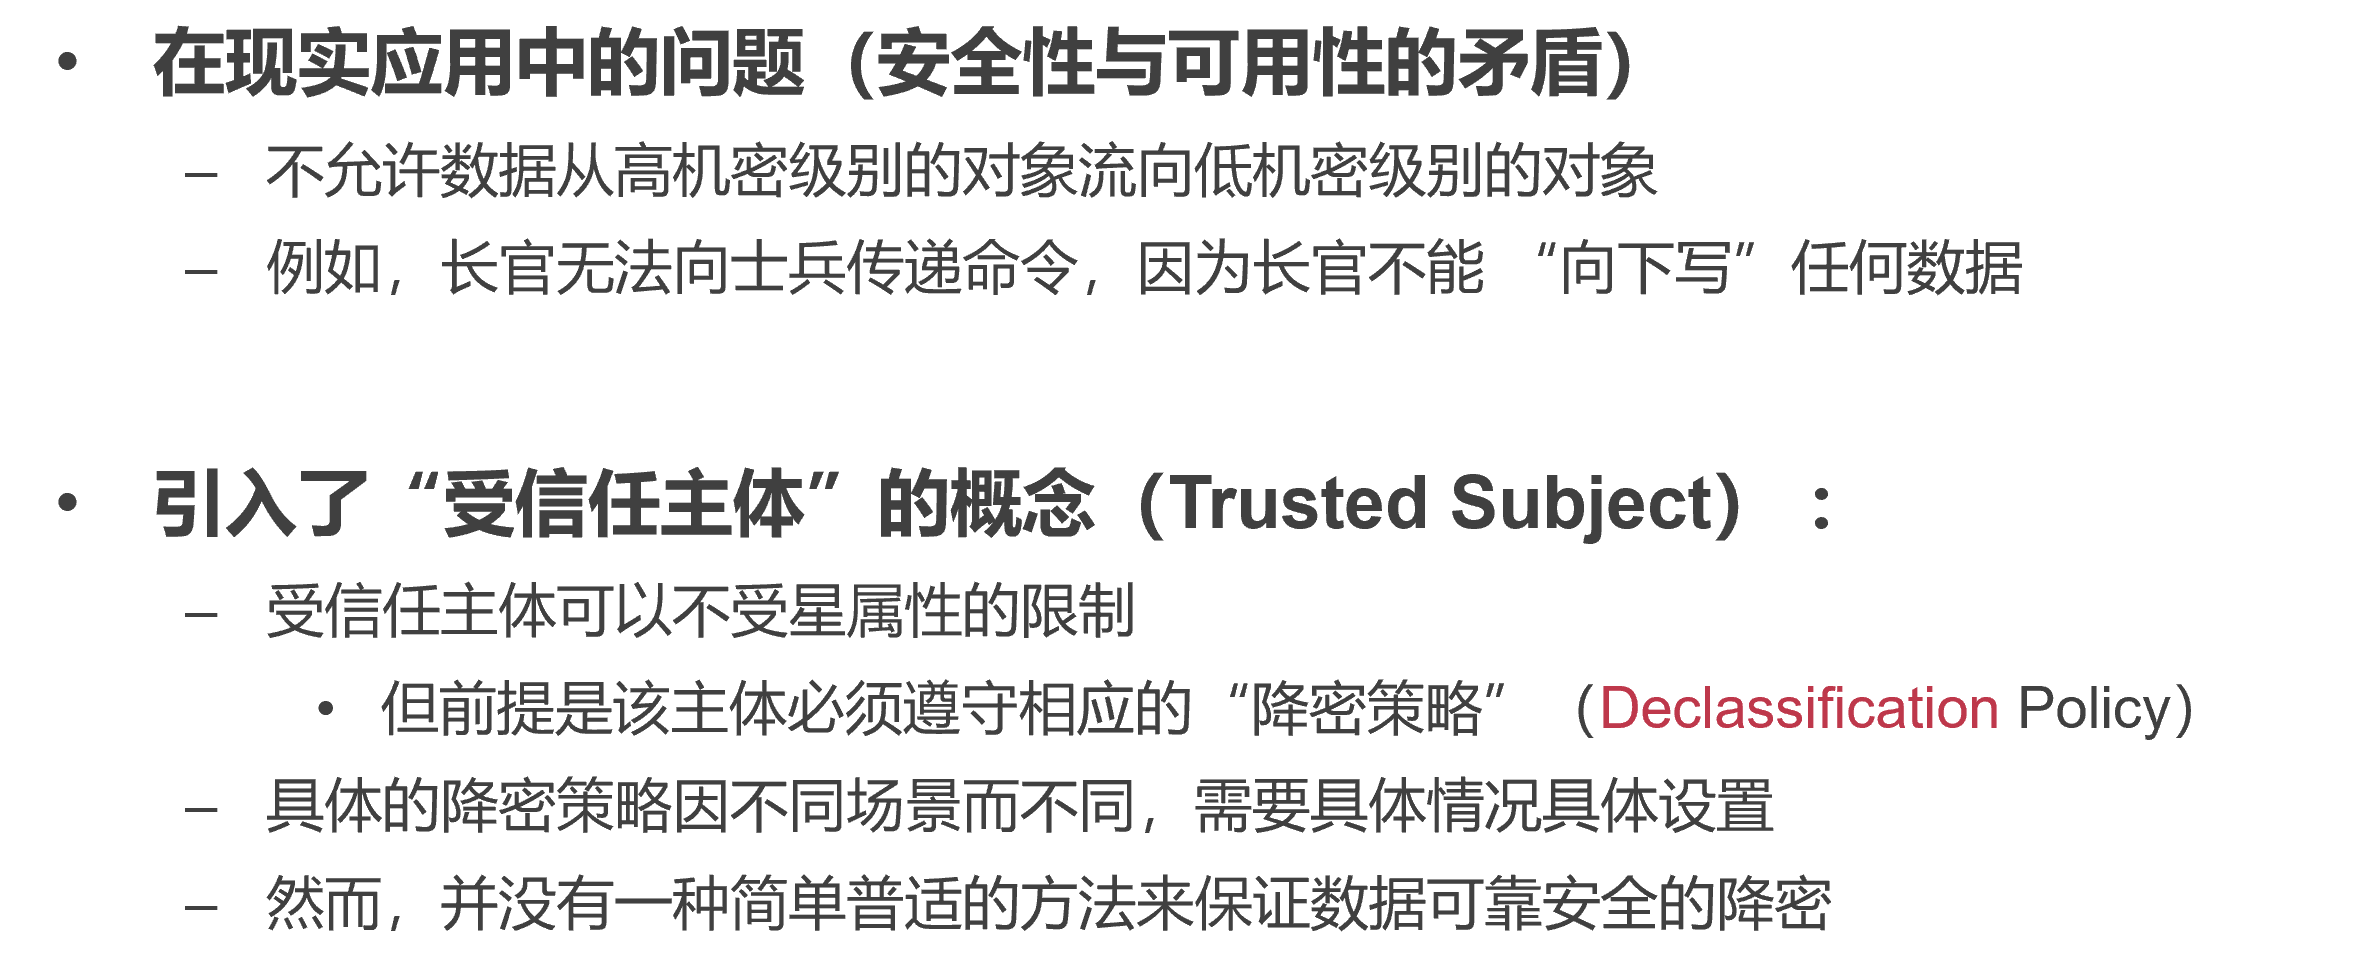 • 在现实应用中的问题（安全性与可用性的矛盾）
– 不允许数据从高机密级别的对象流向低机密级别的对象
– 例如，长官无法向士兵传递命令，因为长官不能 “向下写”任何数据
• 引入了“受信任主体”的概念（Trusted Subject） ：
– 受信任主体可以不受星属性的限制
• 但前提是该主体必须遵守相应的“降密策略” （Declassification Policy）
– 具体的降密策略因不同场景而不同，需要具体情况具体设置
– 然而，并没有一种简单普适的方法来保证数据可靠安全的降密